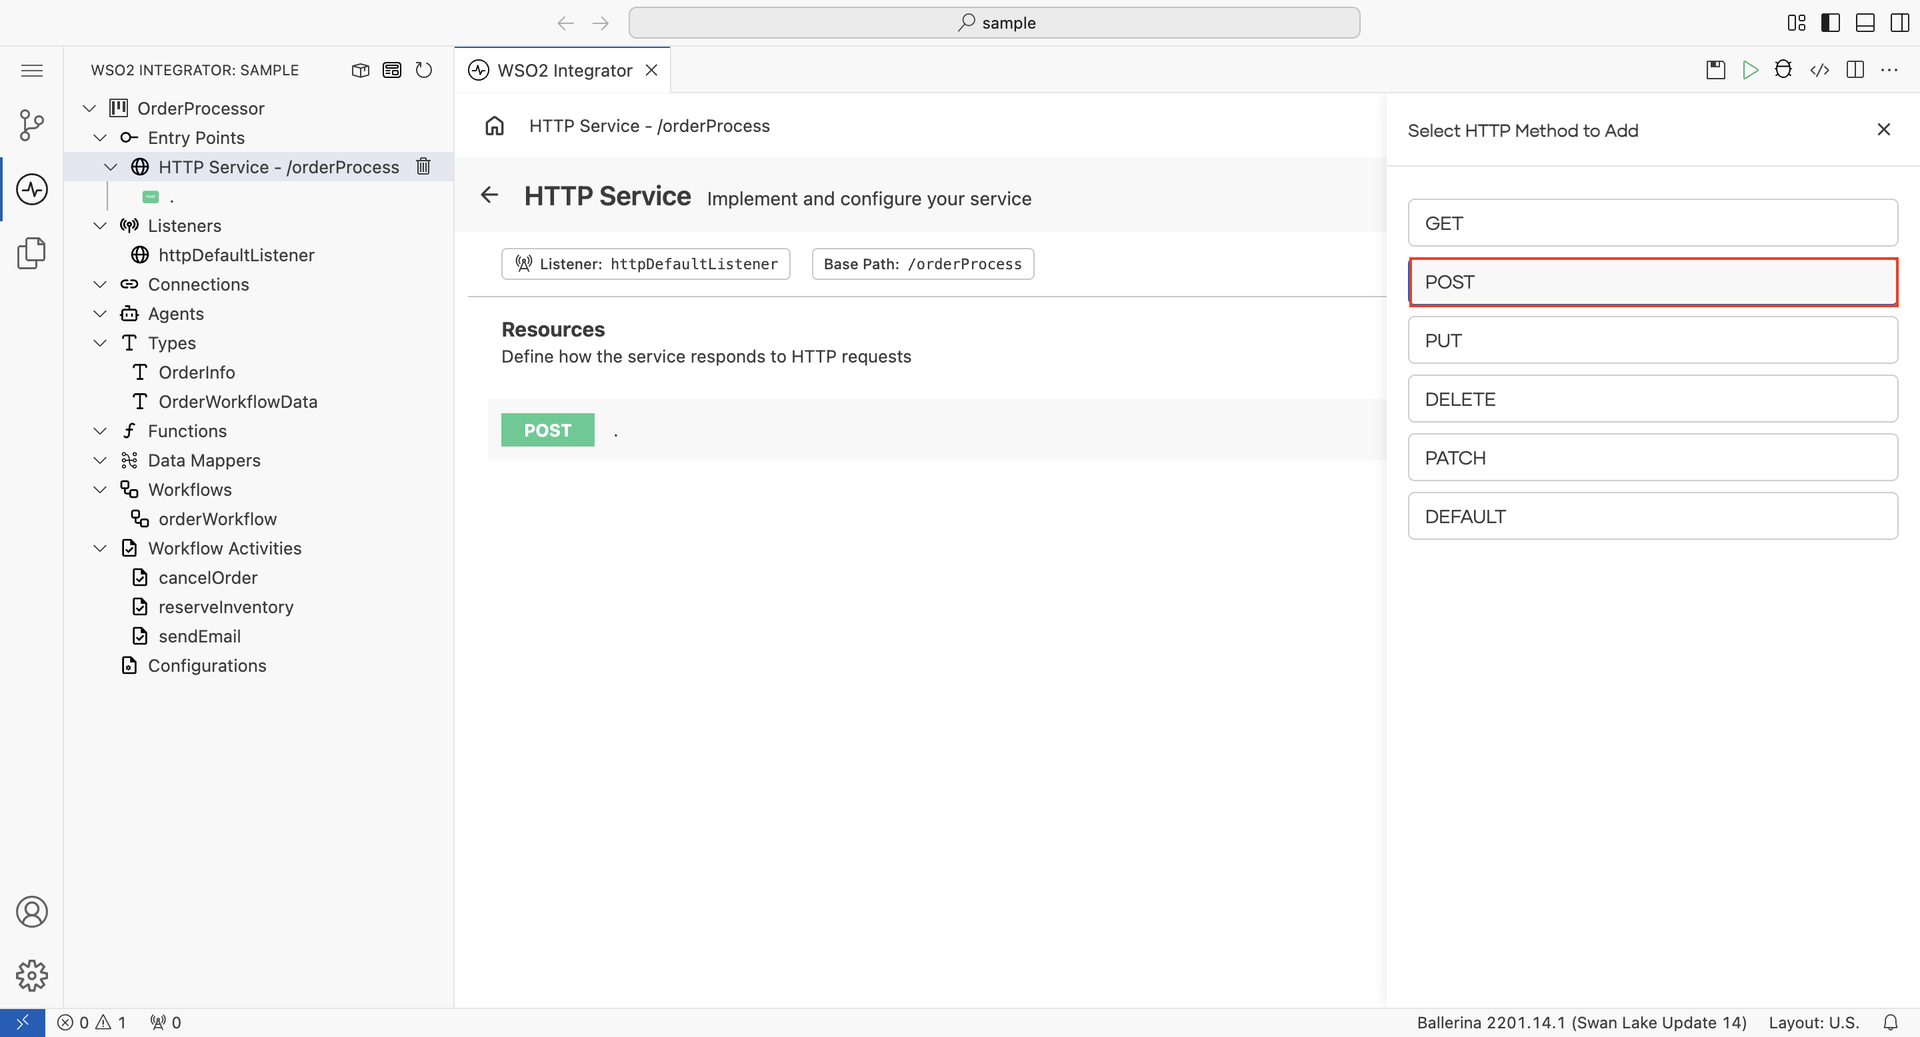 sample
WSO2 INTEGRATOR: SAMPLE
OrderProcessor
Entry Points
HTTP Service - /orderProcess
.
Listeners
httpDefaultListener
Connections
Agents
Types
OrderInfo
OrderWorkflowData
Functions
Data Mappers
Workflows
orderWorkflow
Workflow Activities
cancelOrder
reserveInventory
sendEmail
Configurations
WSO2 Integrator
HTTP Service - /orderProcess
HTTP Service Implement and configure your service
Listener: httpDefaultListener Base Path: /orderProcess
Resources
Define how the service responds to HTTP requests
POST .
Select HTTP Method to Add
GET
POST
PUT
DELETE
PATCH
DEFAULT
0 1 0
Ballerina 2201.14.1 (Swan Lake Update 14) Layout: U.S.